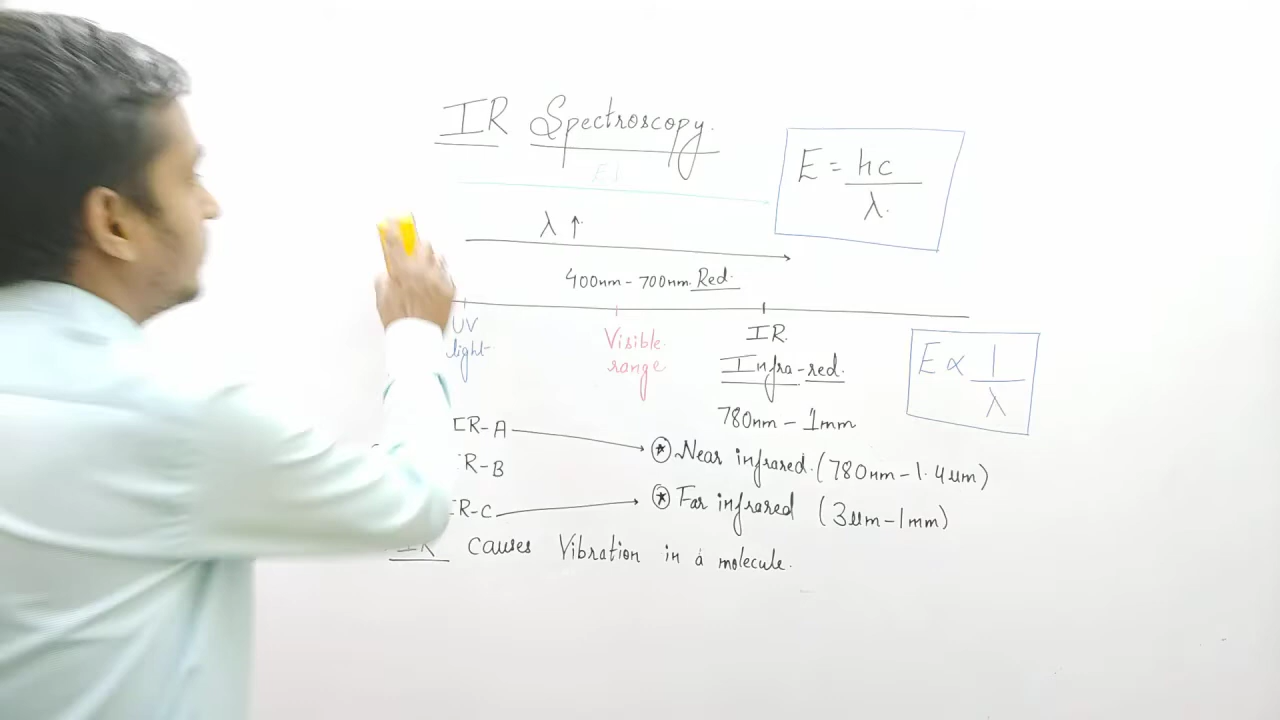 IR Spectroscopy.
E↓
E = hc / λ.
λ ↑
400nm - 700nm. Red.
UV light
Visible range
IR.
Infra-red.
780nm - 1mm
E ∝ 1 / λ
IR-A
Near infrared. (780nm - 1.4μm)
R-B
IR-C
Far infrared (3μm - 1mm)
IR causes Vibration in a molecule.